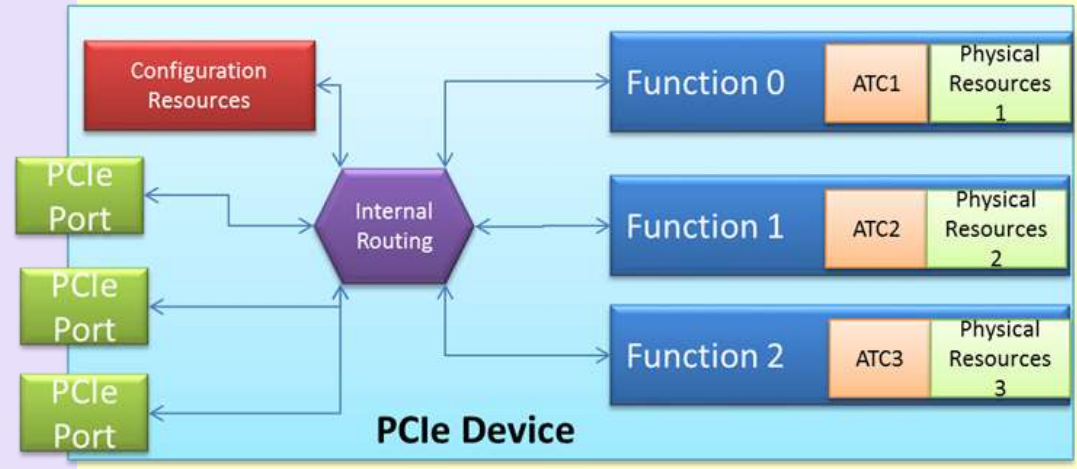 Configuration
Resources
PCIe
Port
PCIe
Port
PCIe
Port
Internal
Routing
Function 0
ATC1
Physical
Resources
1
Function 1
ATC2
Physical
Resources
2
Function 2
ATC3
Physical
Resources
3
PCIe Device